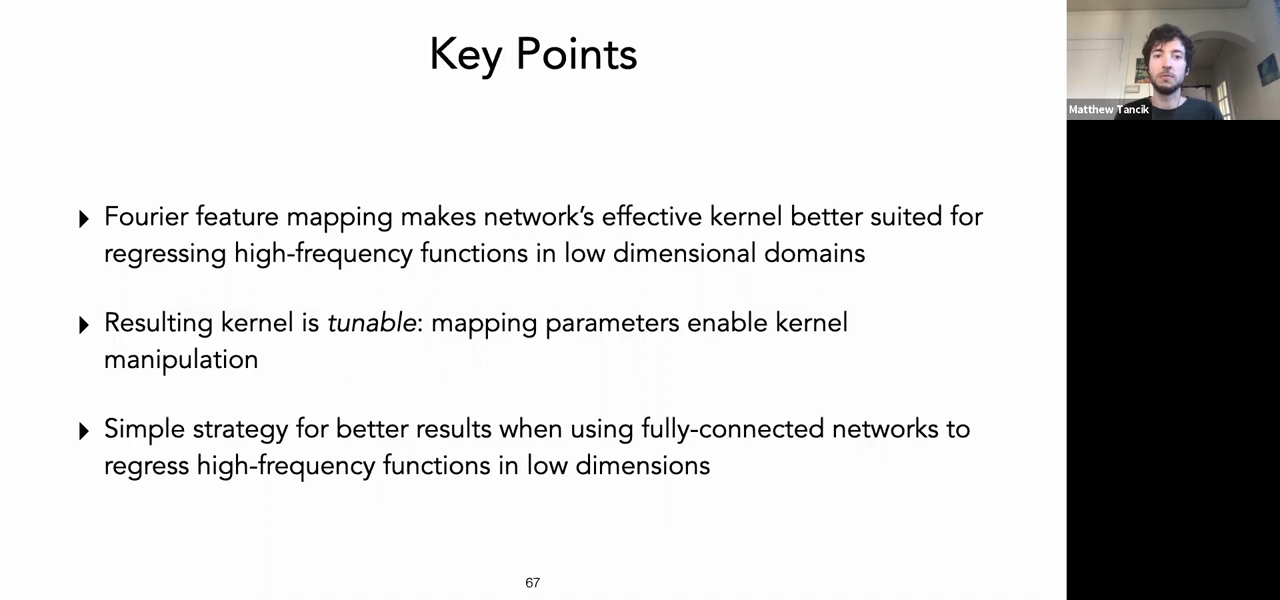 Key Points
Matthew Tancik
Fourier feature mapping makes network’s effective kernel better suited for
regressing high-frequency functions in low dimensional domains
Resulting kernel is tunable: mapping parameters enable kernel
manipulation
Simple strategy for better results when using fully-connected networks to
regress high-frequency functions in low dimensions
67